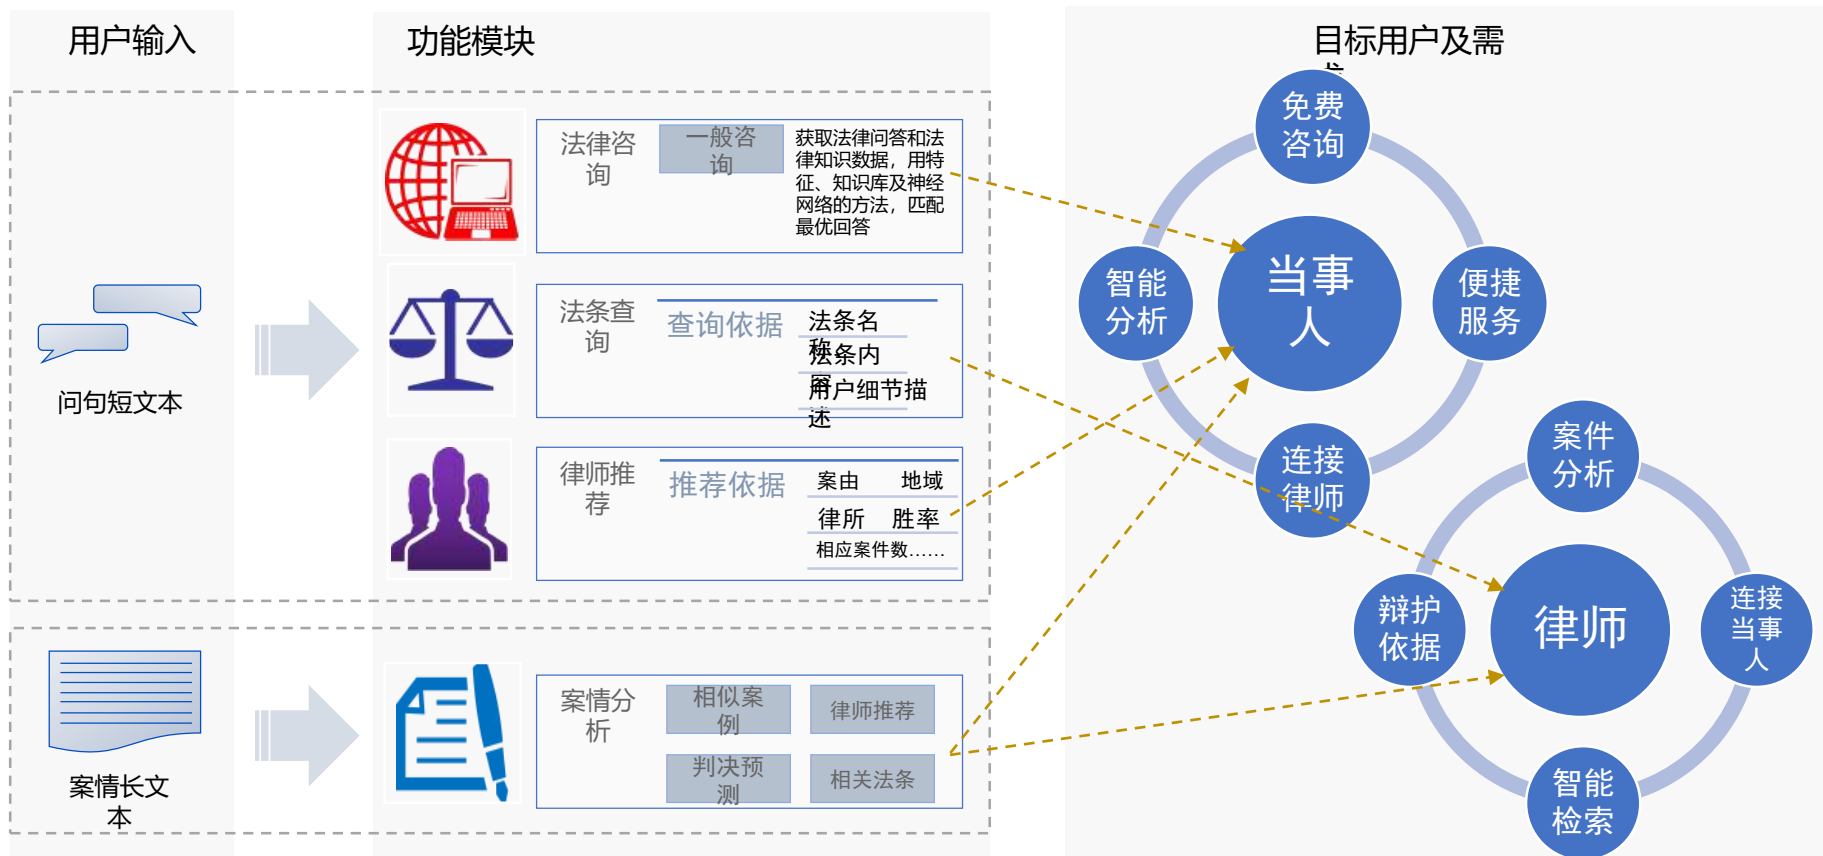 用户输入
功能模块
目标用户及需
求
问句短文本
法律咨
询
一般咨
询
获取法律问答和法
律知识数据，用特
征、知识库及神经
网络的方法，匹配
最优回答
法条查
询
查询依据
法条名
称
法条内
容
用户细节描
述
律师推
荐
推荐依据
案由 地域
律所 胜率
相应案件数……
案情长文
本
案情分
析
相似案
例
律师推荐
判决预
测
相关法条
免费
咨询
智能
分析
当事
人
便捷
服务
连接
律师
案件
分析
辩护
依据
律师
连接
当事
人
智能
检索